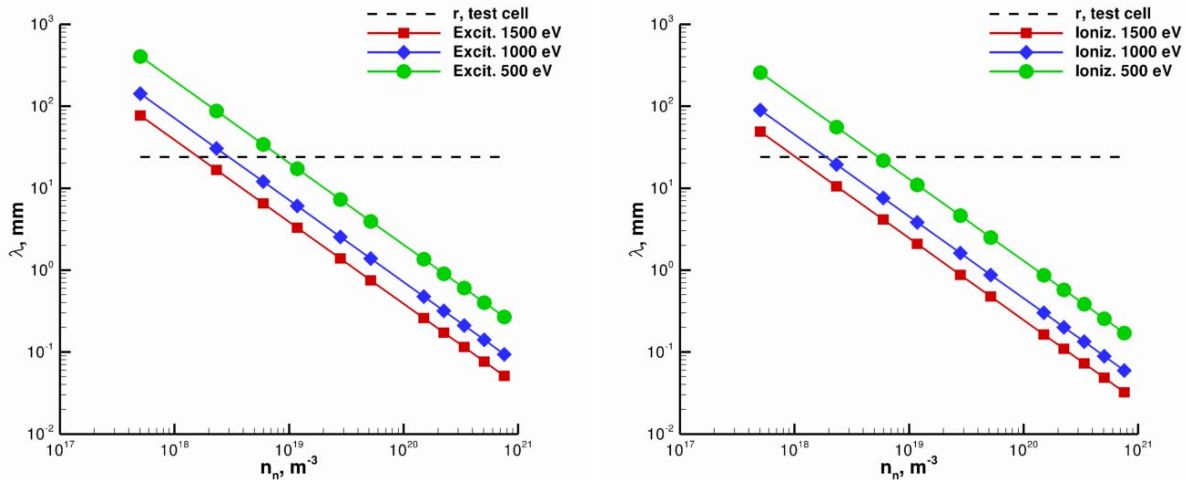 r, test cell
Excit. 1500 eV
Excit. 1000 eV
Excit. 500 eV
10³
10²
10¹
10⁰
10⁻¹
10⁻²
λ, mm
10¹⁷ 10¹⁸ 10¹⁹ 10²⁰ 10²¹
nₙ, m⁻³
r, test cell
Ioniz. 1500 eV
Ioniz. 1000 eV
Ioniz. 500 eV
10³
10²
10¹
10⁰
10⁻¹
10⁻²
λ, mm
10¹⁷ 10¹⁸ 10¹⁹ 10²⁰ 10²¹
nₙ, m⁻³